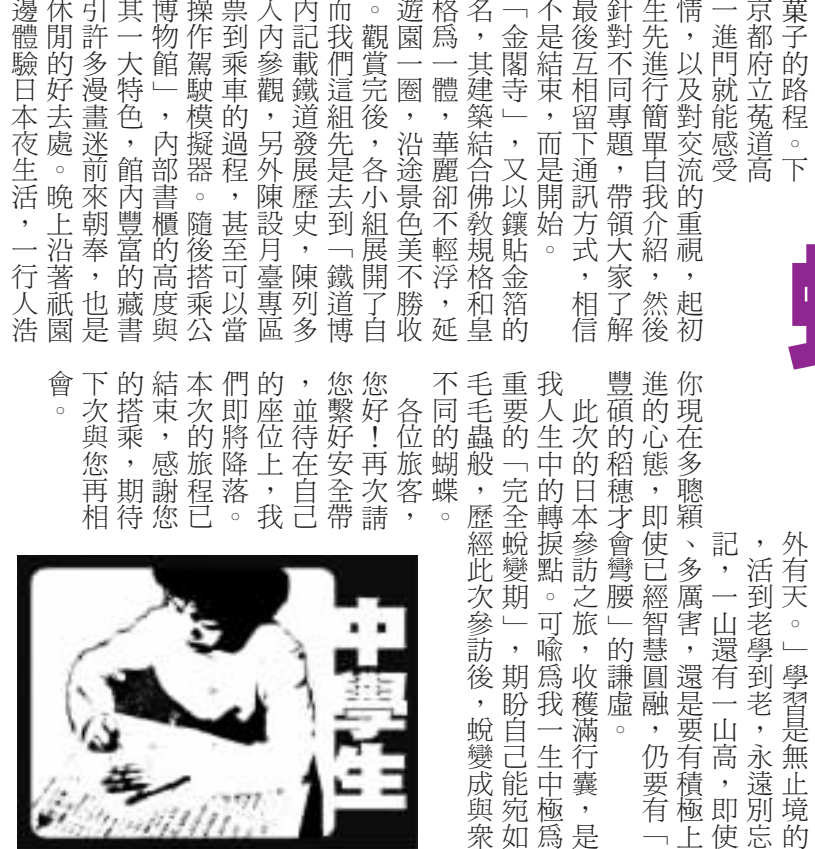 菓子的路程。下
京都府立菟道高
一進門就能感受
情,以及對交流的重視,起初
生先進行簡單自我介紹,然後
針對不同專題,帶領大家了解
最後互相留下通訊方式,相信
不是結束,而是開始。
「金閣寺」,又以鑲貼金箔的
名,其建築結合佛教規格和皇
格爲一體,華麗卻不輕浮,延
遊園一圈,沿途景色美不勝收
。觀賞完後,各小組展開了自
而我們這組先是去到「鐵道博
內記載鐵道發展歷史,陳列多
入內參觀,另外陳設月臺專區
票到乘車的過程,甚至可以當
操作駕駛模擬器。隨後搭乘公
博物館」,內部書櫃的高度與
其一大特色,館內豐富的藏書
引許多漫畫迷前來朝奉,也是
休閒的好去處。晚上沿著祇園
邊體驗日本夜生活,一行人浩
外有天。」學習是無止境的
,活到老學到老,永遠別忘
記,一山還有一山高,即使
你現在多聰穎、多厲害,還是要有積極上
進的心態,即使已經智慧圓融,仍要有「
豐碩的稻穗才會彎腰」的謙虛。
此次的日本參訪之旅,收穫滿行囊,是
我人生中的轉捩點。可喻爲我一生中極爲
重要的「完全蛻變期」,期盼自己能宛如
毛毛蟲般,歷經此次參訪後,蛻變成與衆
不同的蝴蝶。
各位旅客,
您好!再次請
您繫好安全帶
,並待在自己
的座位上,我
們即將降落。
本次的旅程已
結束,感謝您
的搭乘,期待
下次與您再相
會。
中學生